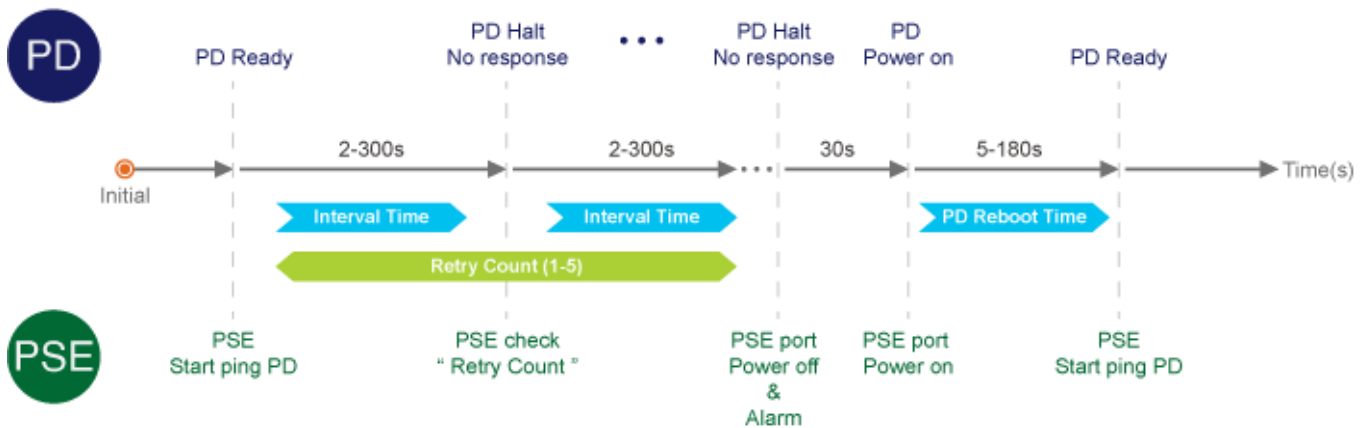 PD
PD Ready
PD Halt
No response
PD Halt
No response
PD
Power on
PD Ready
2-300s
2-300s
30s
5-180s
Initial
Time(s)
Interval Time
Interval Time
PD Reboot Time
Retry Count (1-5)
PSE
PSE
Start ping PD
PSE check
“ Retry Count ”
PSE port
Power off
&
Alarm
PSE port
Power on
PSE
Start ping PD